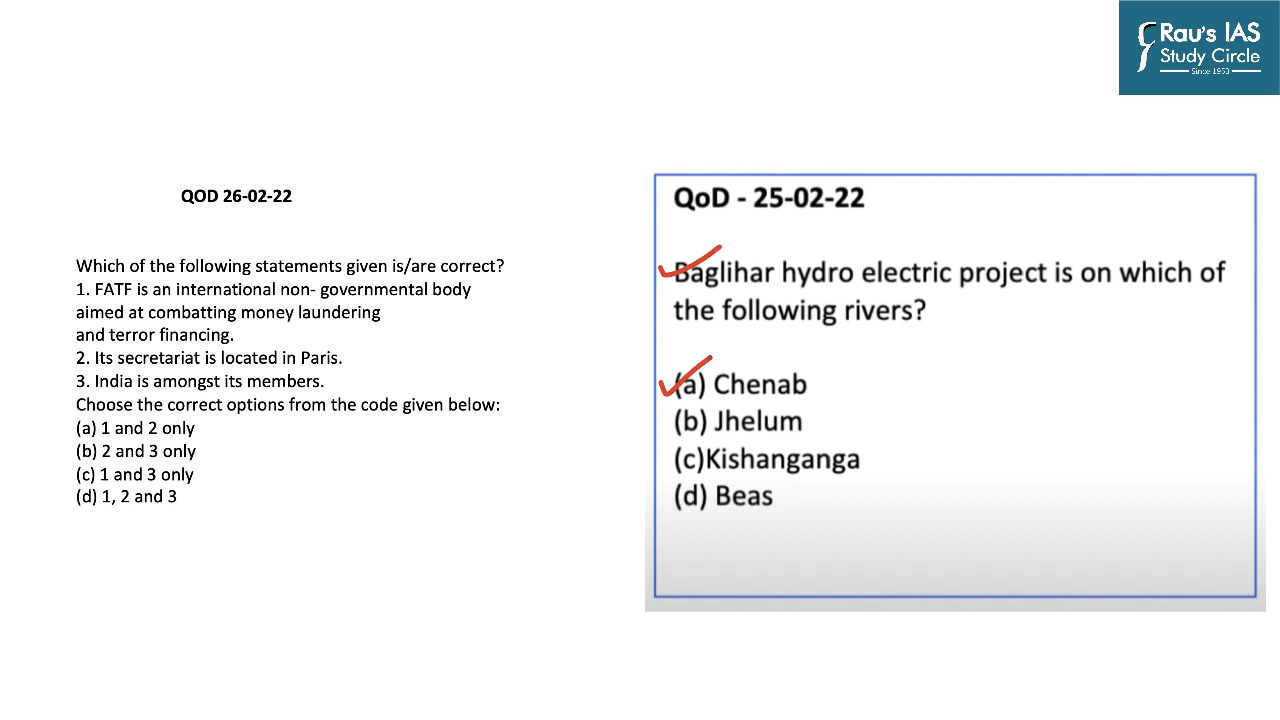 Rau's IAS
Study Circle
Since 1953
QOD 26-02-22
Which of the following statements given is/are correct?
1. FATF is an international non- governmental body
aimed at combatting money laundering
and terror financing.
2. Its secretariat is located in Paris.
3. India is amongst its members.
Choose the correct options from the code given below:
(a) 1 and 2 only
(b) 2 and 3 only
(c) 1 and 3 only
(d) 1, 2 and 3
QoD - 25-02-22
Baglihar hydro electric project is on which of
the following rivers?
(a) Chenab
(b) Jhelum
(c)Kishanganga
(d) Beas